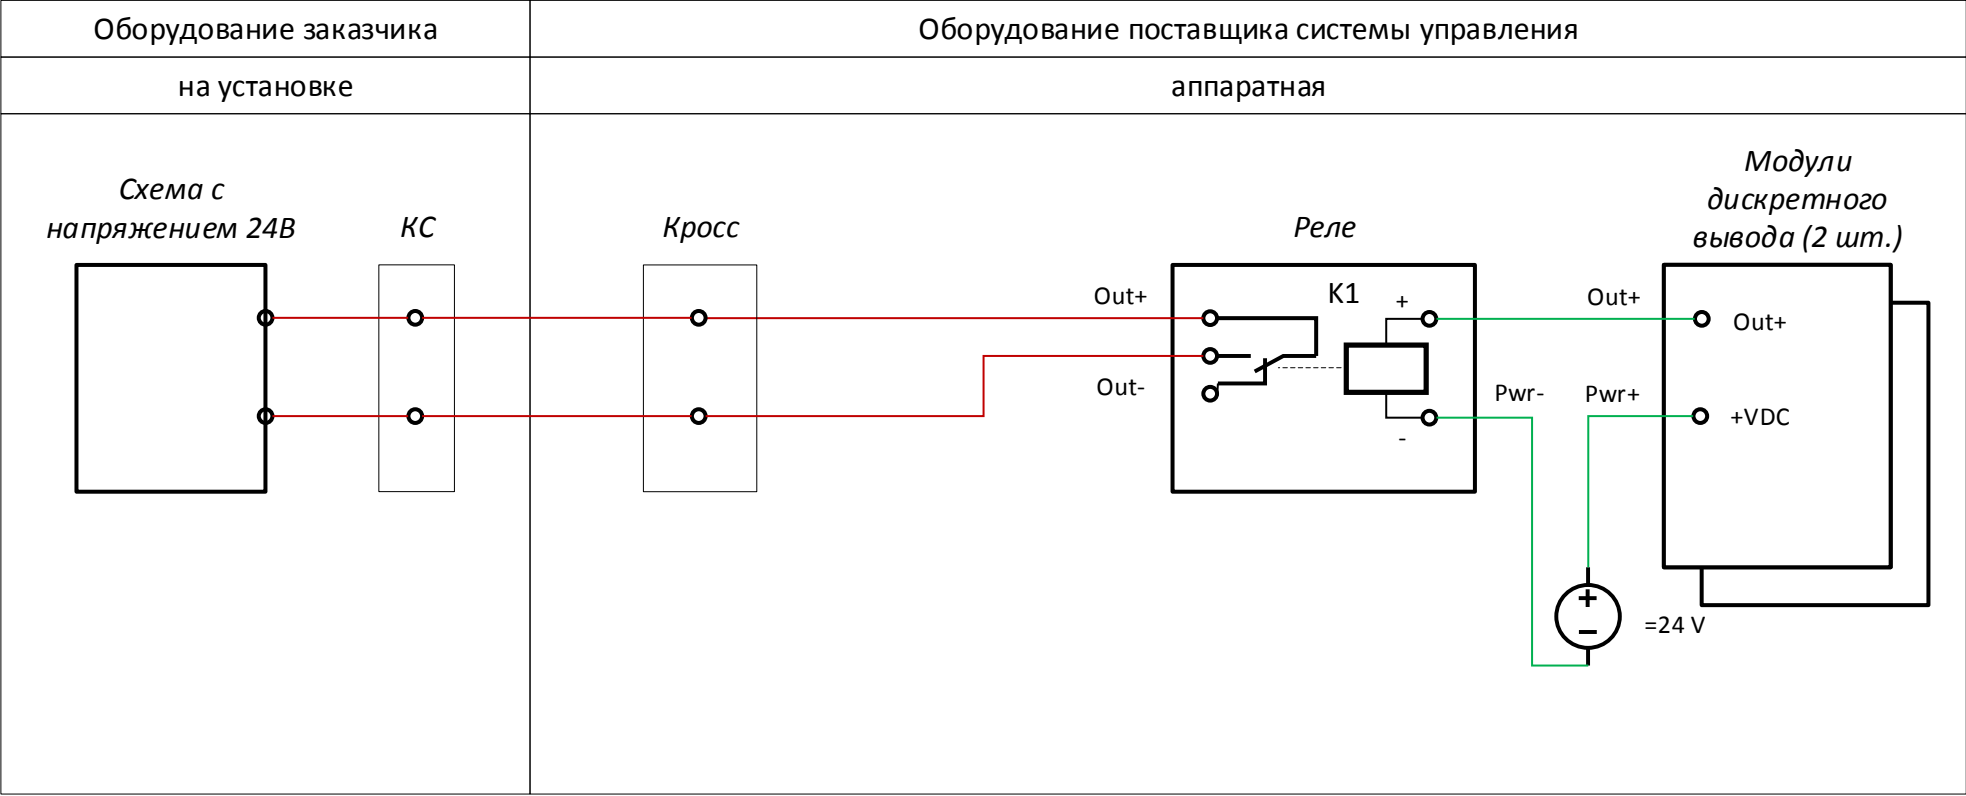 Оборудование заказчика
Оборудование поставщика системы управления
на установке
аппаратная
Схема с
напряжением 24В
КС
Кросс
Реле
Модули
дискретного
вывода (2 шт.)
Out+
Out-
K1
+
-
Out+
Pwr-
Pwr+
Out+
+VDC
+
–
=24 V